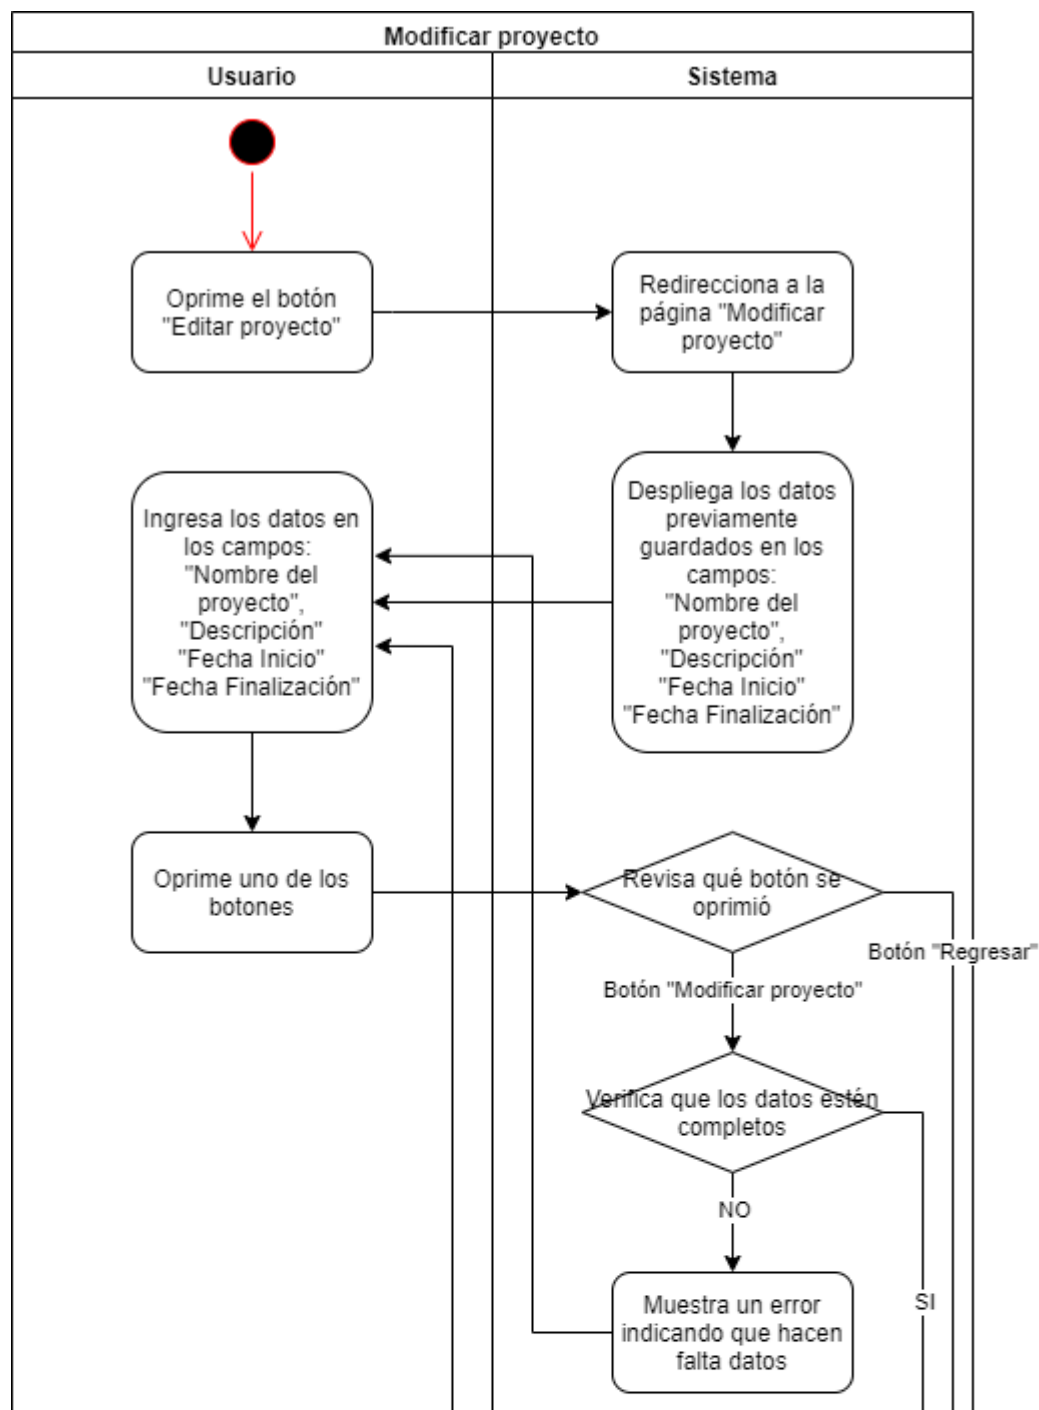 Modificar proyecto
Usuario
Sistema
Oprime el botón
"Editar proyecto"
Redirecciona a la
página "Modificar
proyecto"
Despliega los datos
previamente
guardados en los
campos:
"Nombre del
proyecto",
"Descripción"
"Fecha Inicio"
"Fecha Finalización"
Ingresa los datos en
los campos:
"Nombre del
proyecto",
"Descripción"
"Fecha Inicio"
"Fecha Finalización"
Oprime uno de los
botones
Revisa qué botón se
oprimió
Botón "Regresar"
Botón "Modificar proyecto"
Verifica que los datos estén
completos
NO
SI
Muestra un error
indicando que hacen
falta datos